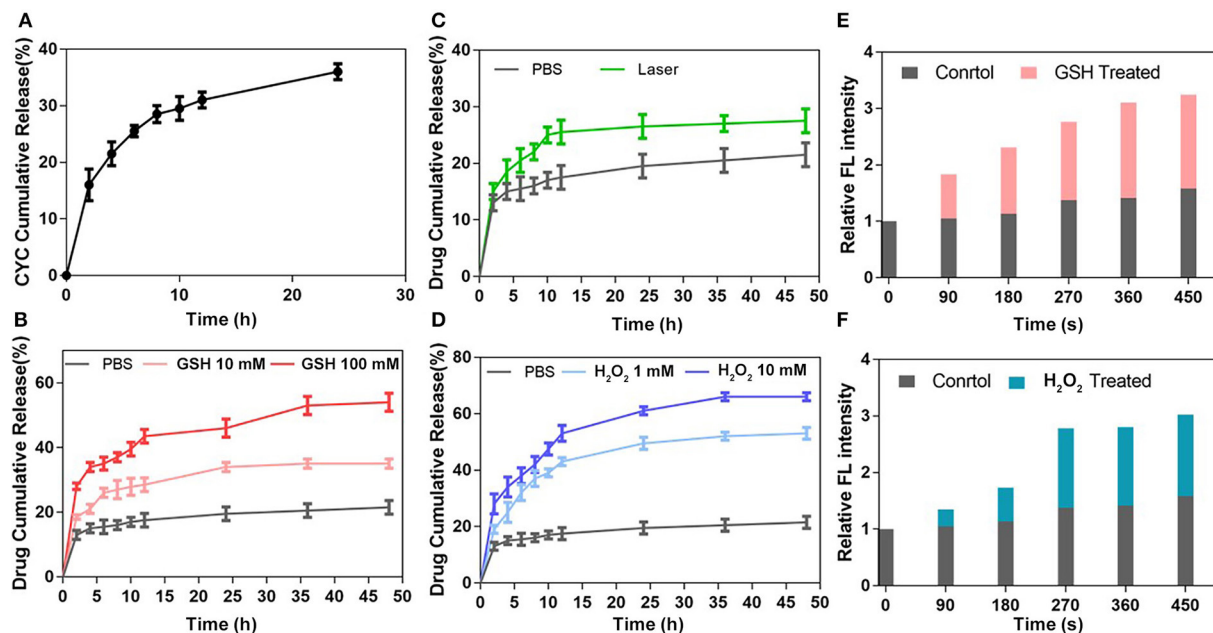 A
CYC Cumulative Release(%)
40
30
20
10
0
0 10 20 30
Time (h)
B
Drug Cumulative Release(%)
PBS GSH 10 mM GSH 100 mM
60
40
20
0
0 5 10 15 20 25 30 35 40 45 50
Time (h)
C
Drug Cumulative Release(%)
PBS Laser
40
30
20
10
0
0 5 10 15 20 25 30 35 40 45 50
Time (h)
D
Drug Cumulative Release(%)
PBS H₂O₂ 1 mM H₂O₂ 10 mM
80
60
40
20
0
0 5 10 15 20 25 30 35 40 45 50
Time (h)
E
Relative FL intensity
Conrtol GSH Treated
4
3
2
1
0
0 90 180 270 360 450
Time (s)
F
Relative FL intensity
Conrtol H₂O₂ Treated
4
3
2
1
0
0 90 180 270 360 450
Time (s)